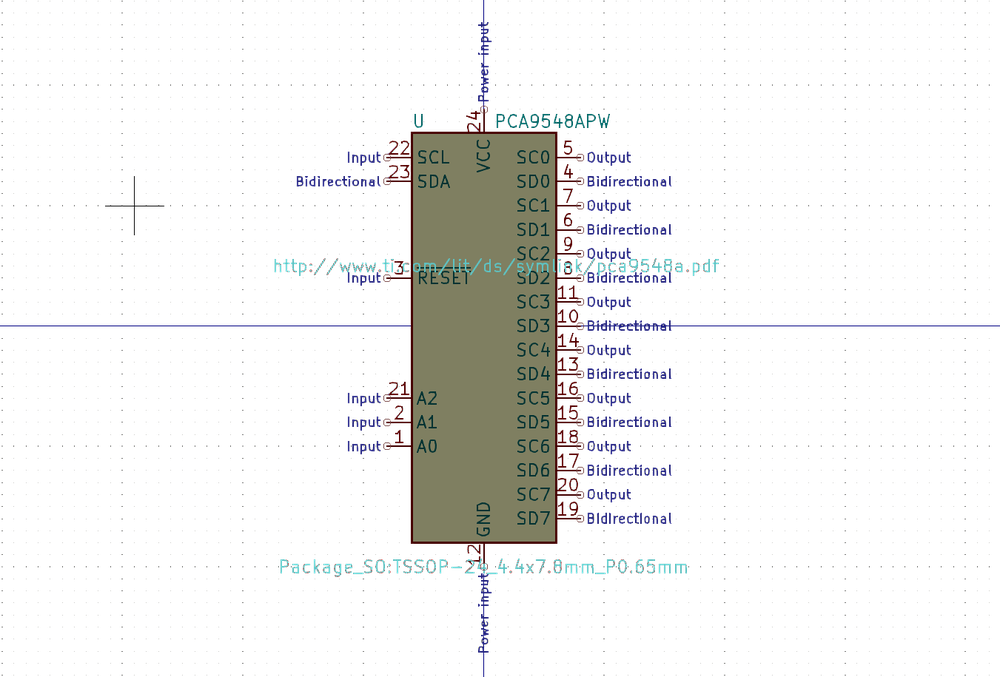 Power input
24
U PCA9548APW
VCC
Input 22 SCL SC0 5 Output
Bidirectional 23 SDA SD0 4 Bidirectional
SC1 7 Output
SD1 6 Bidirectional
SC2 9 Output
http://www.ti.com/lit/ds/symlink/pca9548a.pdf
Input 3 RESET SD2 8 Bidirectional
SC3 11 Output
SD3 10 Bidirectional
SC4 14 Output
SD4 13 Bidirectional
Input 21 A2 SC5 16 Output
Input 2 A1 SD5 15 Bidirectional
Input 1 A0 SC6 18 Output
SD6 17 Bidirectional
SC7 20 Output
GND
SD7 19 Bidirectional
12
Package_SO:TSSOP-24_4.4x7.8mm_P0.65mm
Power input